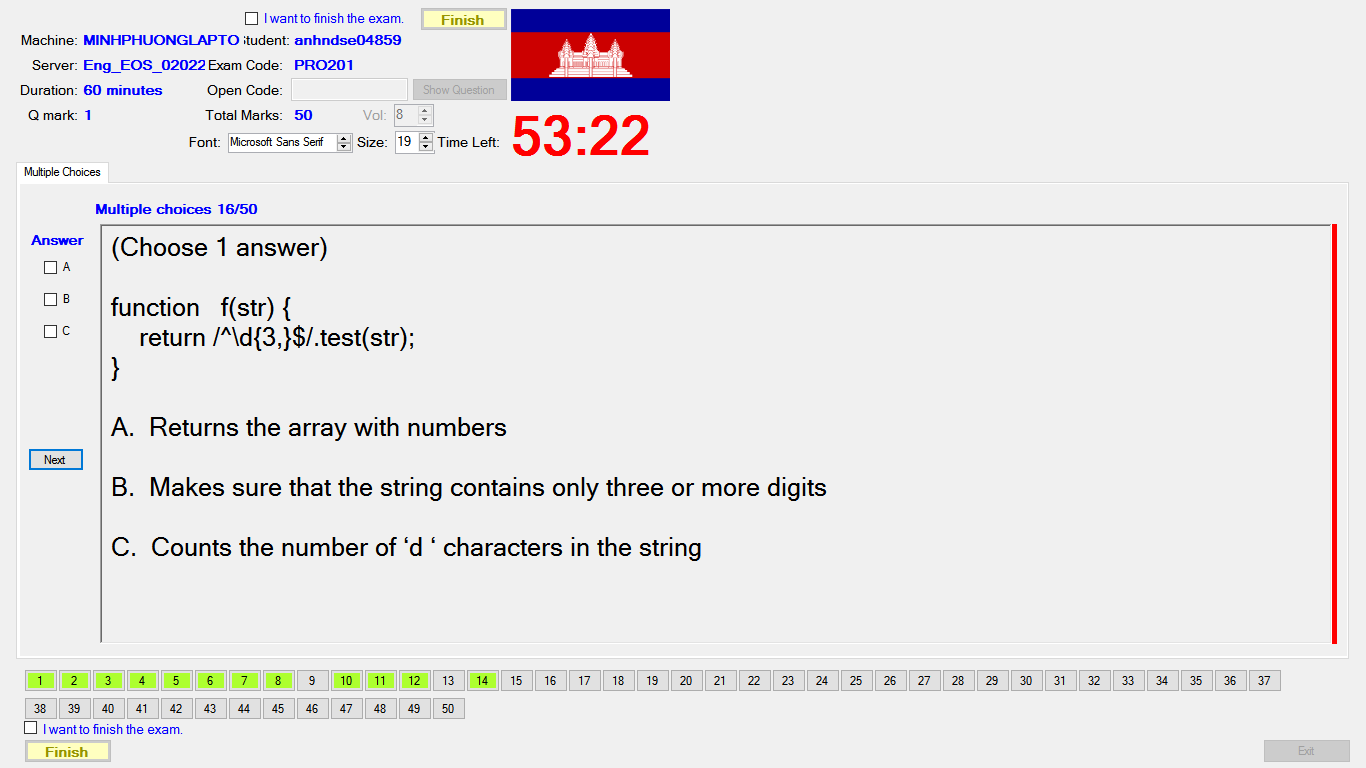 I want to finish the exam. Finish
Machine: MINHPHUONGLAPTO Student: anhndse04859
Server: Eng_EOS_02022 Exam Code: PRO201
Duration: 60 minutes Open Code: Show Question
Q mark: 1 Total Marks: 50 Vol: 8
Font: Microsoft Sans Serif Size: 19 Time Left: 53:22
Multiple Choices
Multiple choices 16/50
Answer
A
B
C
Next
(Choose 1 answer)
function f(str) {
return /^\d{3,}$/.test(str);
}
A. Returns the array with numbers
B. Makes sure that the string contains only three or more digits
C. Counts the number of ‘d ‘ characters in the string
1 2 3 4 5 6 7 8 9 10 11 12 13 14 15 16 17 18 19 20 21 22 23 24 25 26 27 28 29 30 31 32 33 34 35 36 37
38 39 40 41 42 43 44 45 46 47 48 49 50
I want to finish the exam.
Finish Exit